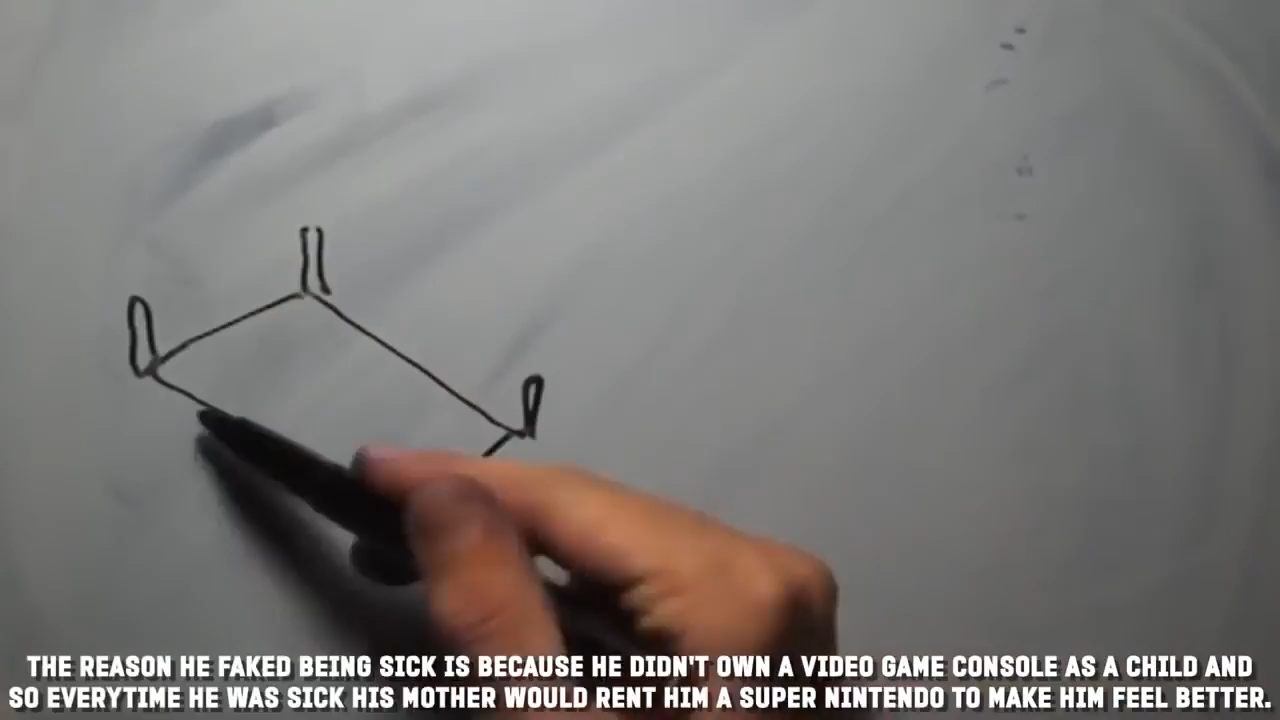 THE REASON HE FAKED BEING SICK IS BECAUSE HE DIDN'T OWN A VIDEO GAME CONSOLE AS A CHILD AND
SO EVERYTIME HE WAS SICK HIS MOTHER WOULD RENT HIM A SUPER NINTENDO TO MAKE HIM FEEL BETTER.